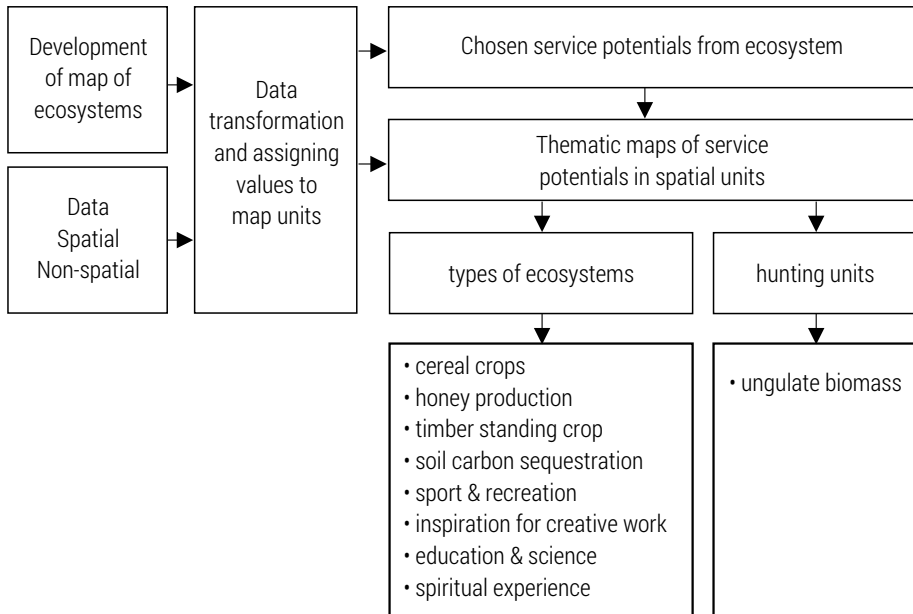 Development
of map of
ecosystems
Data
Spatial
Non-spatial
Data
transformation
and assigning
values to
map units
Chosen service potentials from ecosystem
Thematic maps of service
potentials in spatial units
types of ecosystems
hunting units
• cereal crops
• honey production
• timber standing crop
• soil carbon sequestration
• sport & recreation
• inspiration for creative work
• education & science
• spiritual experience
• ungulate biomass